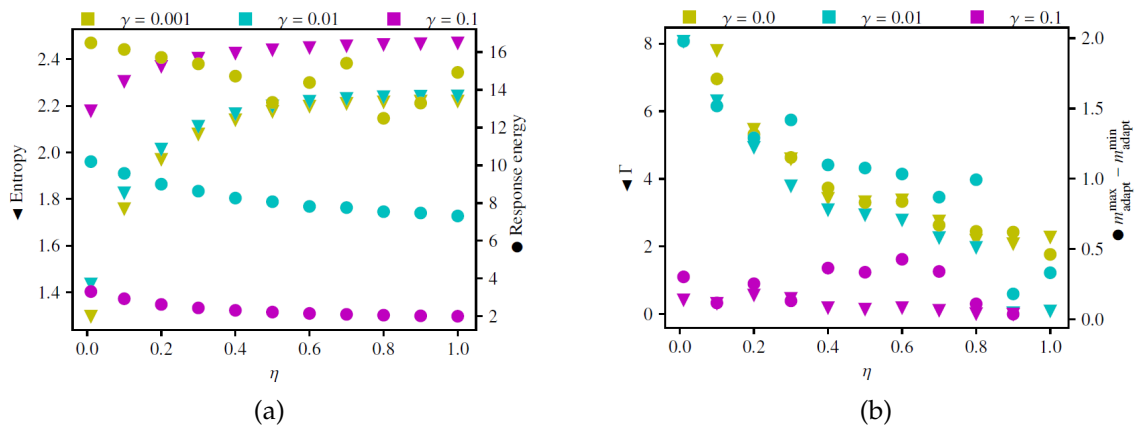 γ = 0.001 γ = 0.01 γ = 0.1
2.4
2.2
2.0
1.8
1.6
1.4
◀ Entropy
16
14
12
10
8
6
4
2
● Response energy
0.0 0.2 0.4 0.6 0.8 1.0
η
(a)
γ = 0.0 γ = 0.01 γ = 0.1
8
6
4
2
0
◀ Γ
2.0
1.5
1.0
0.5
0.0
● m^max_adapt − m^min_adapt
0.0 0.2 0.4 0.6 0.8 1.0
η
(b)